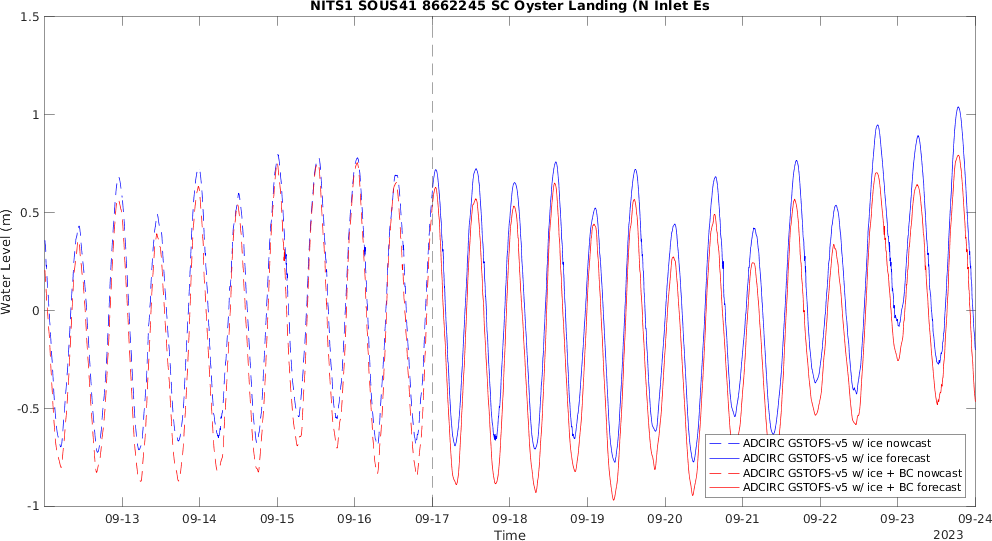 NITS1 SOUS41 8662245 SC Oyster Landing (N Inlet Es
1.5
1
0.5
0
-0.5
-1
Water Level (m)
09-13 09-14 09-15 09-16 09-17 09-18 09-19 09-20 09-21 09-22 09-23 09-24
Time
2023
ADCIRC GSTOFS-v5 w/ ice nowcast
ADCIRC GSTOFS-v5 w/ ice forecast
ADCIRC GSTOFS-v5 w/ ice + BC nowcast
ADCIRC GSTOFS-v5 w/ ice + BC forecast